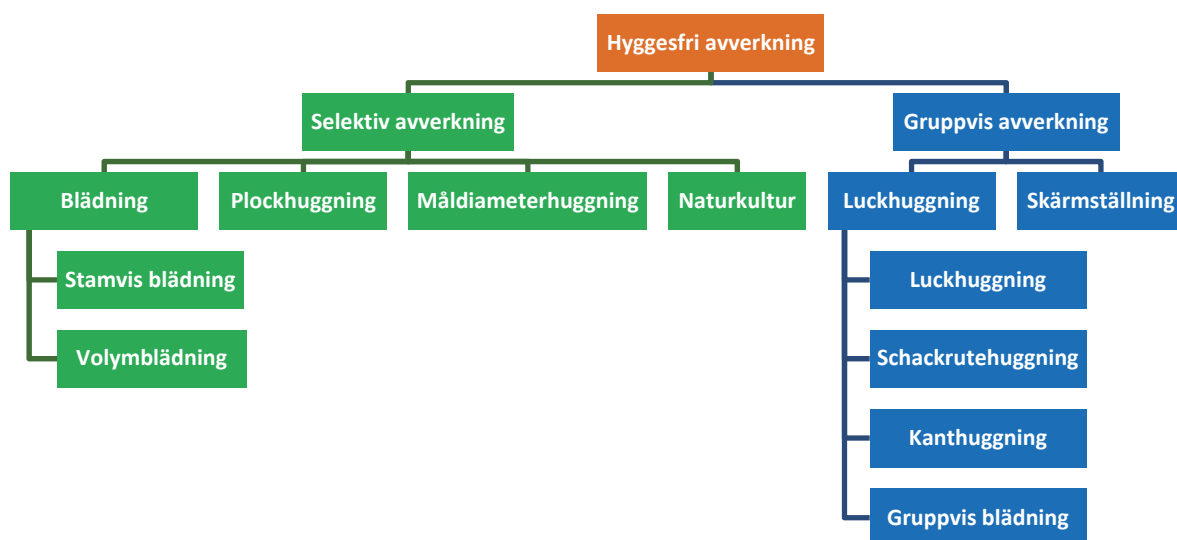 Hyggesfri avverkning
Selektiv avverkning
Gruppvis avverkning
Blädning
Plockhuggning
Måldiameterhuggning
Naturkultur
Luckhuggning
Skärmställning
Stamvis blädning
Luckhuggning
Volymblädning
Schackrutehuggning
Kanthuggning
Gruppvis blädning